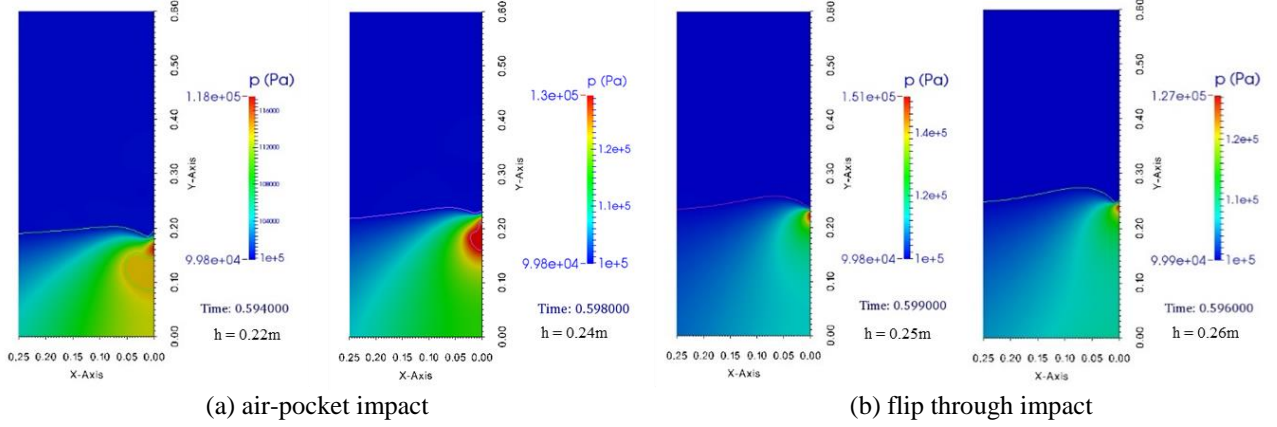 0.60
0.50
0.40
0.30
0.20
0.10
0.00
Y-Axis
0.25 0.20 0.15 0.10 0.05 0.00
X-Axis
p (Pa)
1.18e+05
116000
112000
108000
104000
9.98e+04
1e+5
Time: 0.594000
h = 0.22m
0.60
0.50
0.40
0.30
0.20
0.10
0.00
Y-Axis
0.25 0.20 0.15 0.10 0.05 0.00
X-Axis
p (Pa)
1.3e+05
1.2e+5
1.1e+5
9.98e+04
1e+5
Time: 0.598000
h = 0.24m
(a) air-pocket impact
0.60
0.50
0.40
0.30
0.20
0.10
0.00
Y-Axis
0.25 0.20 0.15 0.10 0.05 0.00
X-Axis
p (Pa)
1.51e+05
1.4e+5
1.2e+5
9.98e+04
1e+5
Time: 0.599000
h = 0.25m
0.60
0.50
0.40
0.30
0.20
0.10
0.00
Y-Axis
0.25 0.20 0.15 0.10 0.05 0.00
X-Axis
p (Pa)
1.27e+05
1.2e+5
1.1e+5
9.99e+04
1e+5
Time: 0.596000
h = 0.26m
(b) flip through impact